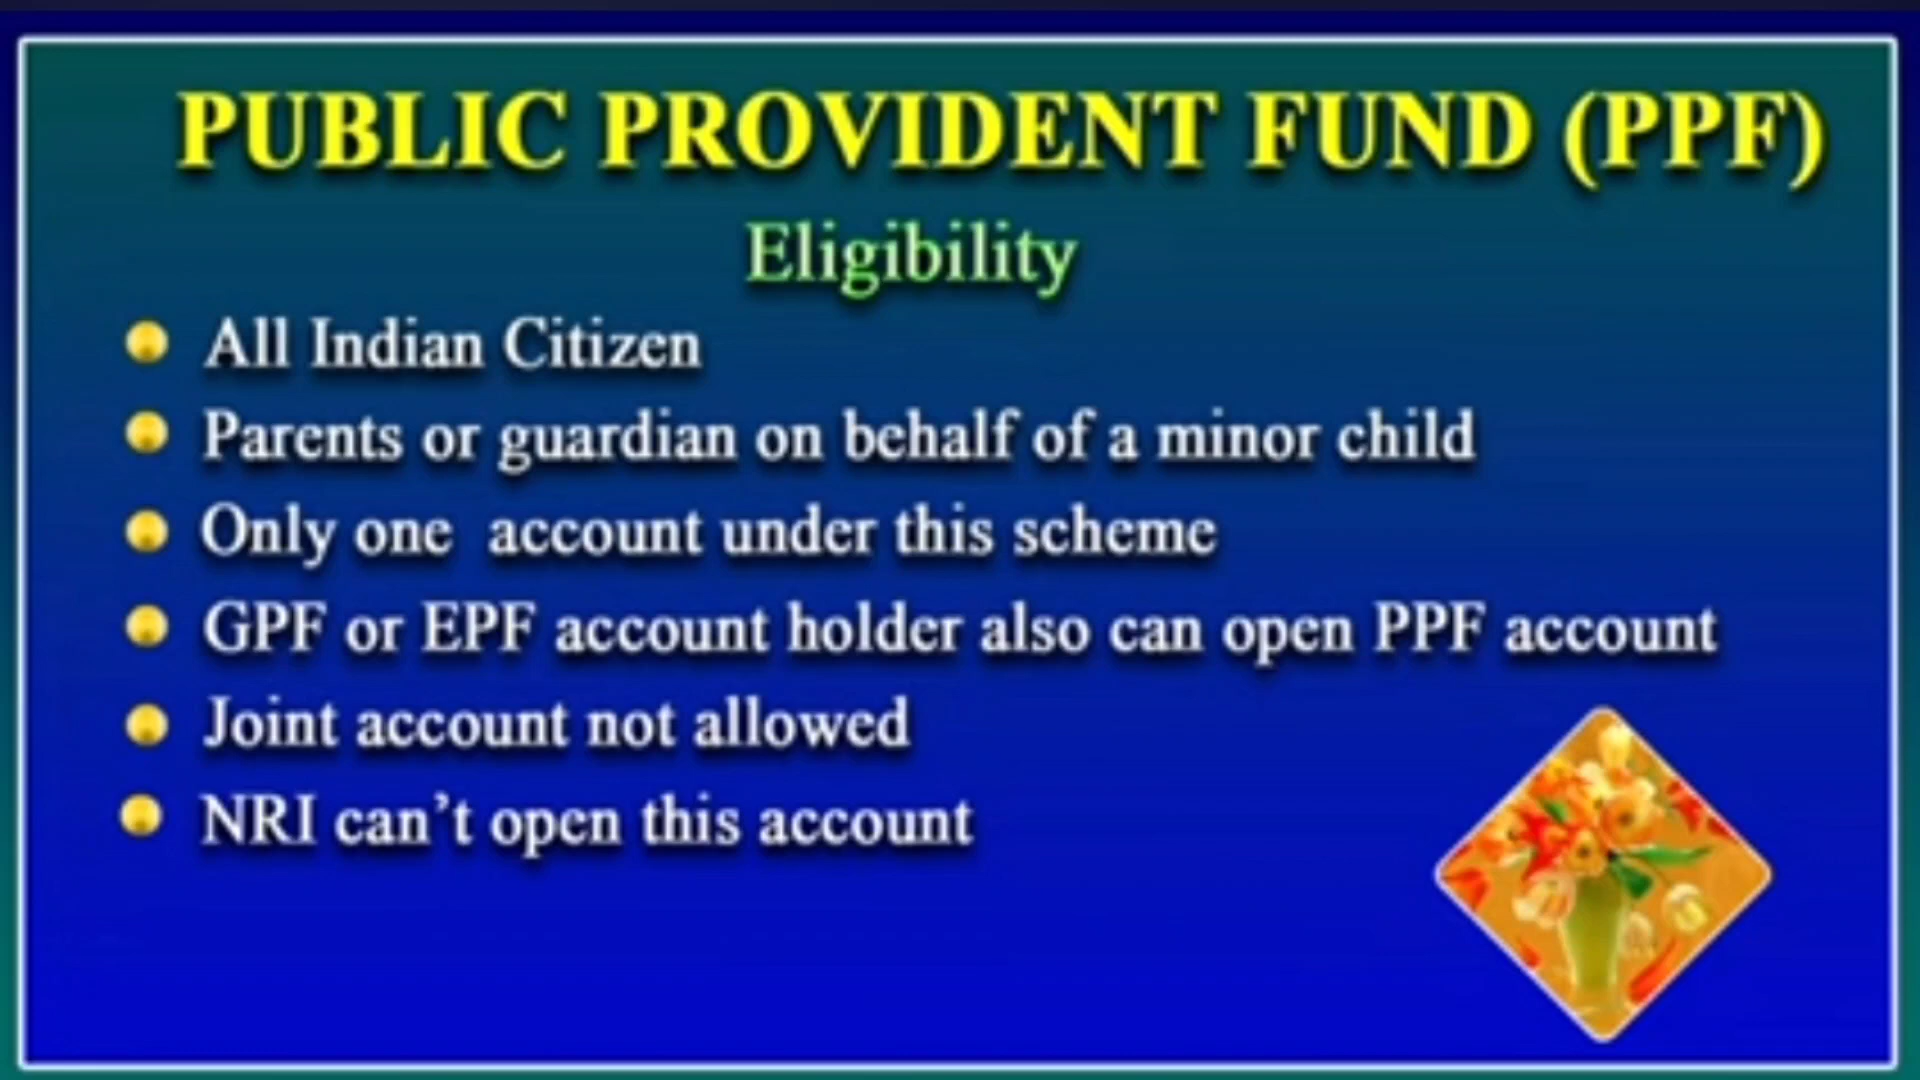 PUBLIC PROVIDENT FUND (PPF)
Eligibility
All Indian Citizen
Parents or guardian on behalf of a minor child
Only one account under this scheme
GPF or EPF account holder also can open PPF account
Joint account not allowed
NRI can’t open this account